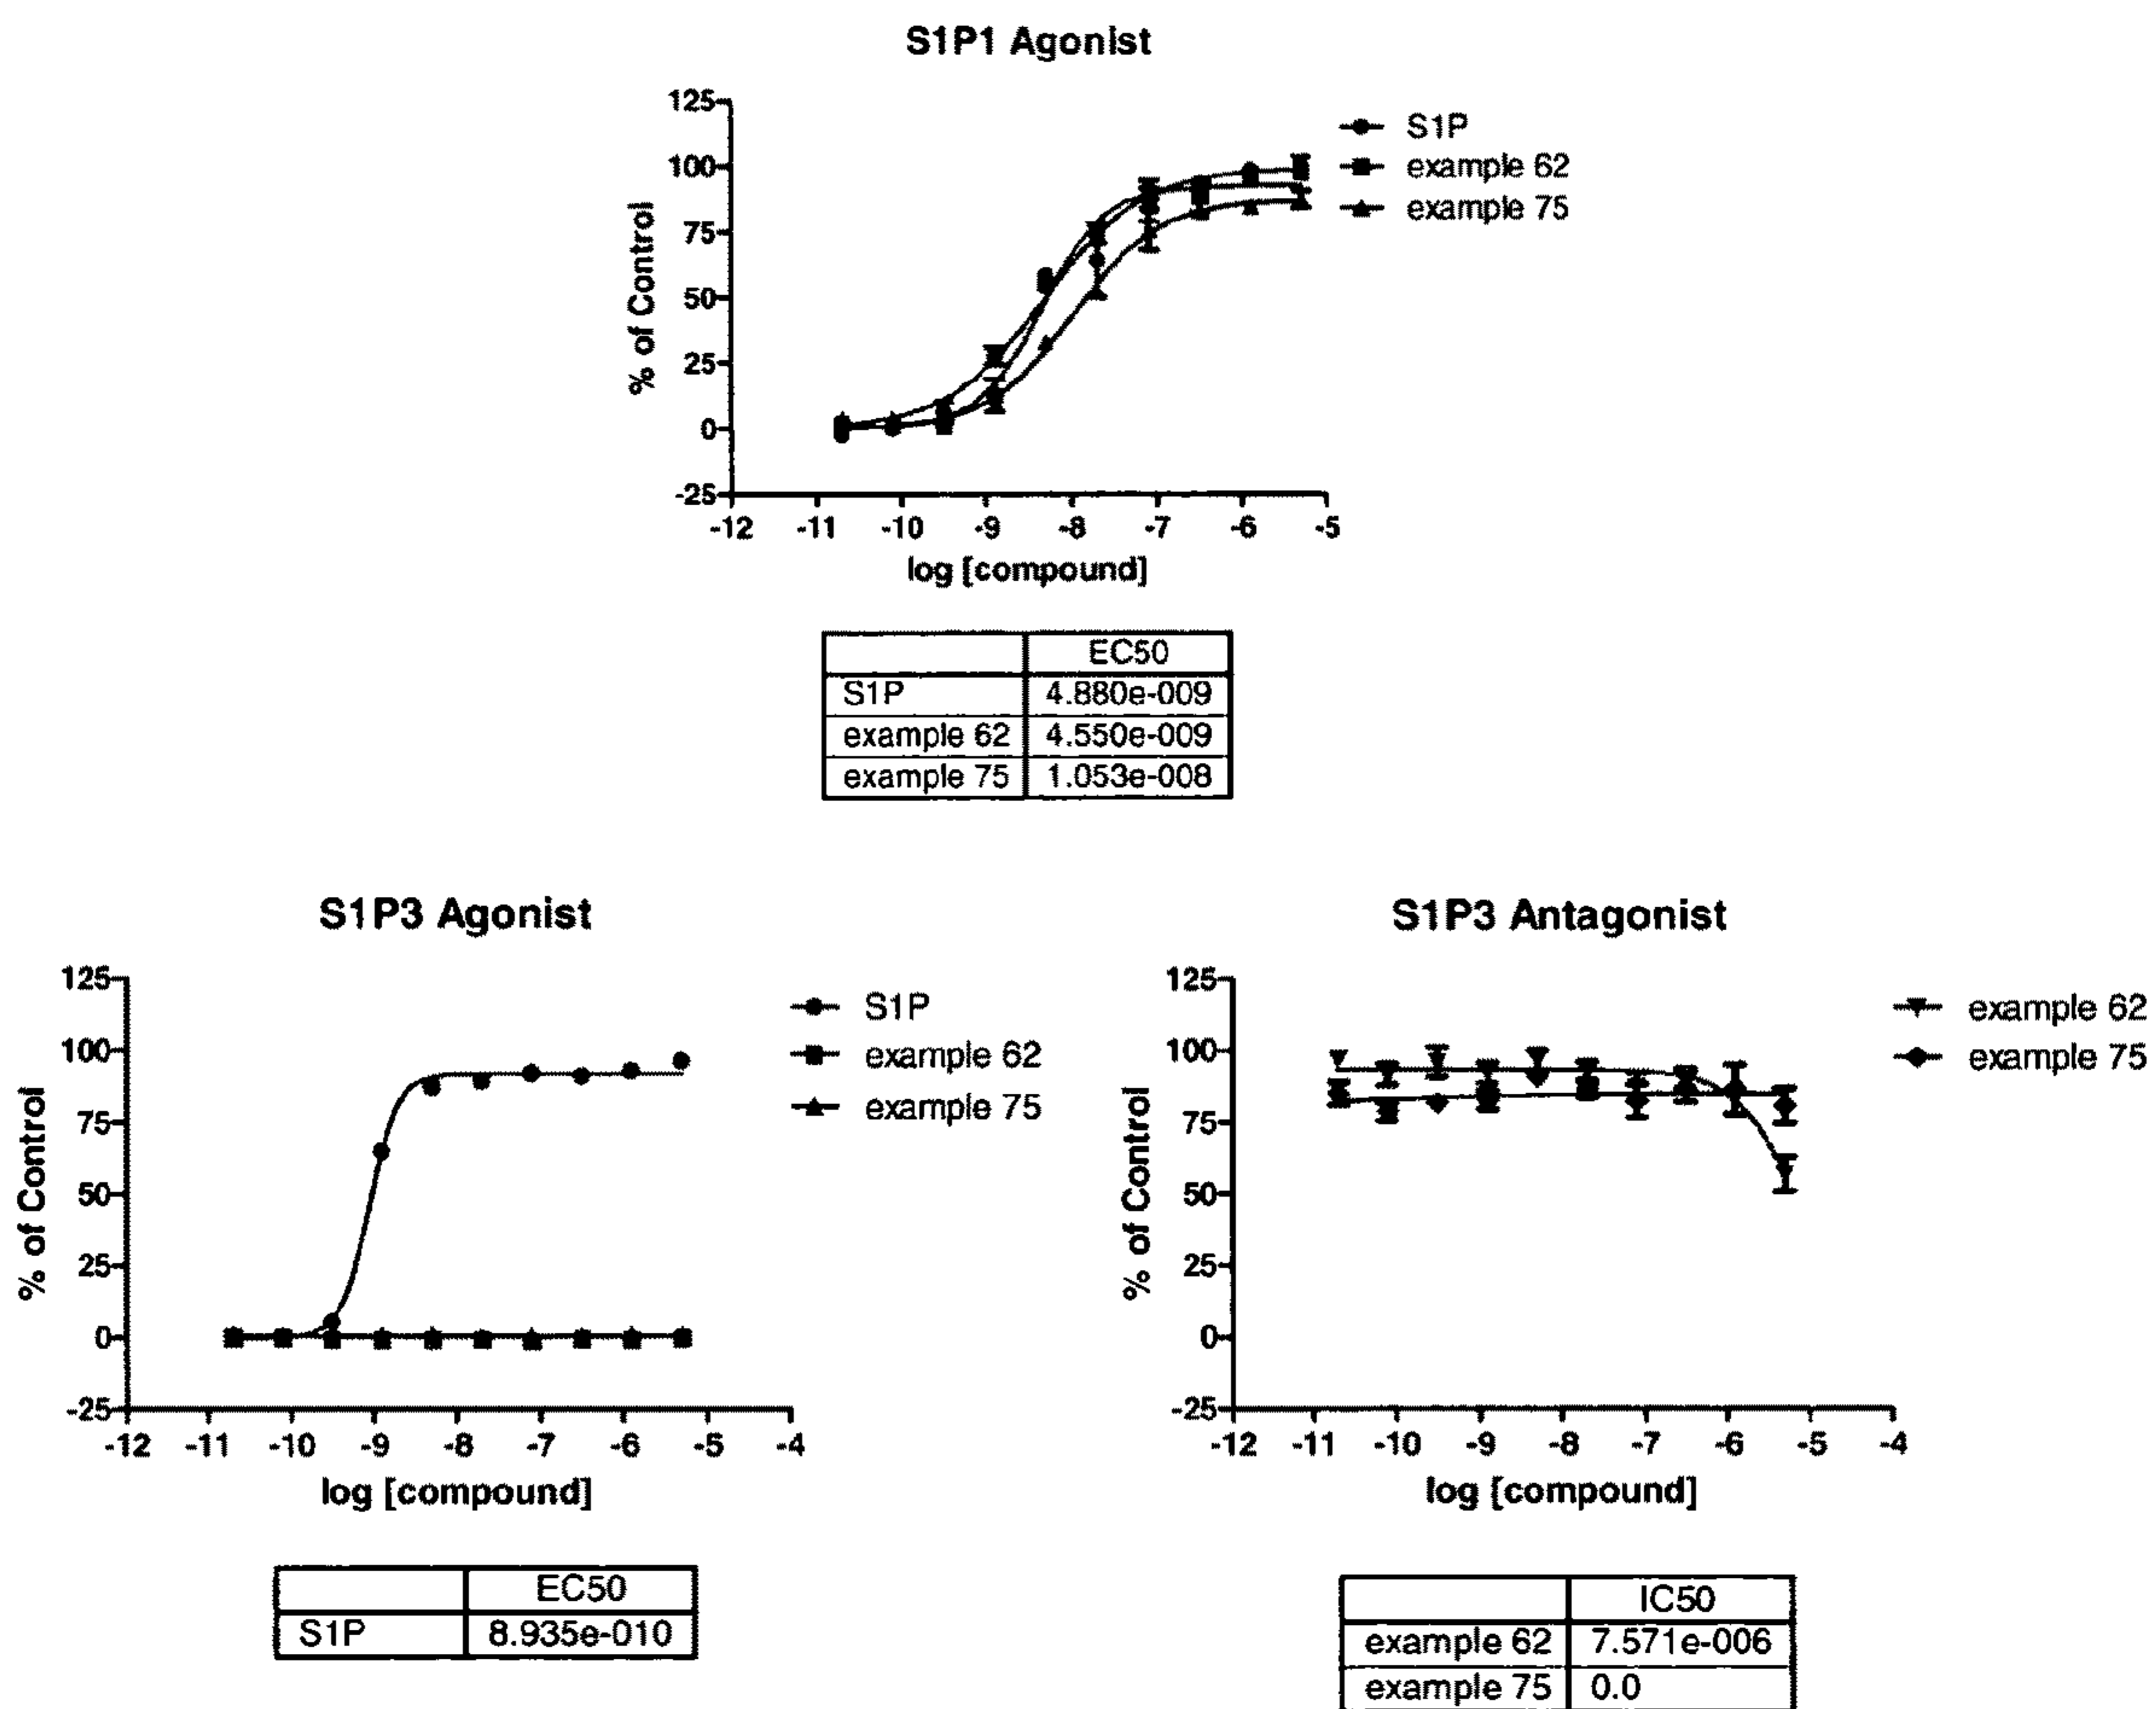 S1P1 Agonist
125
100
75
50
25
0
-25
% of Control
-12 -11 -10 -9 -8 -7 -6 -5
log [compound]
S1P
example 62
example 75
EC50
S1P 4.880e-009
example 62 4.550e-009
example 75 1.053e-008
S1P3 Agonist
125
100
75
50
25
0
-25
% of Control
-12 -11 -10 -9 -8 -7 -6 -5 -4
log [compound]
S1P
example 62
example 75
EC50
S1P 8.935e-010
S1P3 Antagonist
125
100
75
50
25
0
-25
% of Control
-12 -11 -10 -9 -8 -7 -6 -5 -4
log [compound]
example 62
example 75
IC50
example 62 7.571e-006
example 75 0.0